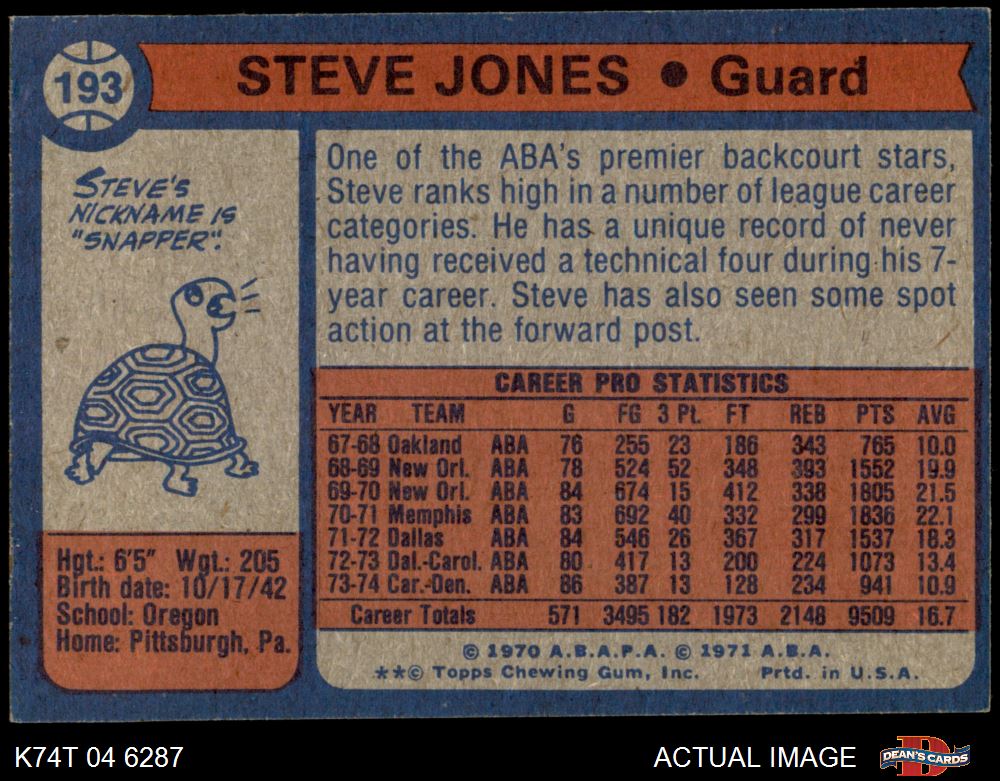 193
STEVE JONES • Guard
STEVE'S
NICKNAME IS
"SNAPPER".
One of the ABA's premier backcourt stars,
Steve ranks high in a number of league career
categories. He has a unique record of never
having received a technical four during his 7-
year career. Steve has also seen some spot
action at the forward post.
CAREER PRO STATISTICS
YEAR TEAM G FG 3 Pt. FT REB PTS AVG
67-68 Oakland ABA 76 255 23 186 343 765 10.0
68-69 New Orl. ABA 78 524 52 348 393 1552 19.9
69-70 New Orl. ABA 84 674 15 412 338 1805 21.5
70-71 Memphis ABA 83 692 40 332 299 1836 22.1
71-72 Dallas ABA 84 546 26 367 317 1537 18.3
72-73 Dal.-Carol. ABA 80 417 13 200 224 1073 13.4
73-74 Car.-Den. ABA 86 387 13 128 234 941 10.9
Career Totals 571 3495 182 1973 2148 9509 16.7
Hgt.: 6'5" Wgt.: 205
Birth date: 10/17/42
School: Oregon
Home: Pittsburgh, Pa.
© 1970 A.B.A.P.A. © 1971 A.B.A.
**© Topps Chewing Gum, Inc. Prtd. in U.S.A.
K74T 04 6287
ACTUAL IMAGE
DEAN'S CARDS